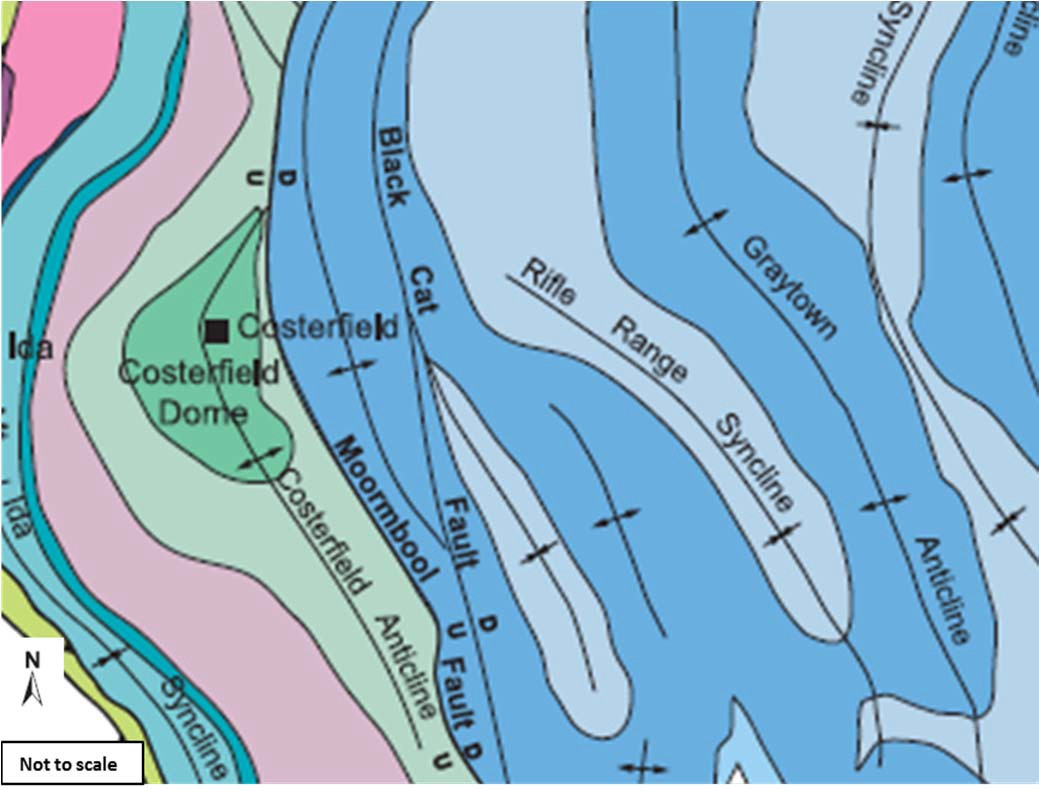 Syncline
cline
Black
U
D
Cat
Graytown
Rifle
Range
Costerfield
Ida
Costerfield
Dome
Syncline
Moormbool
Costerfield
Fault
Ida
Anticline
Anticline
U
D
N
Fault
Syncline
D
U
Not to scale